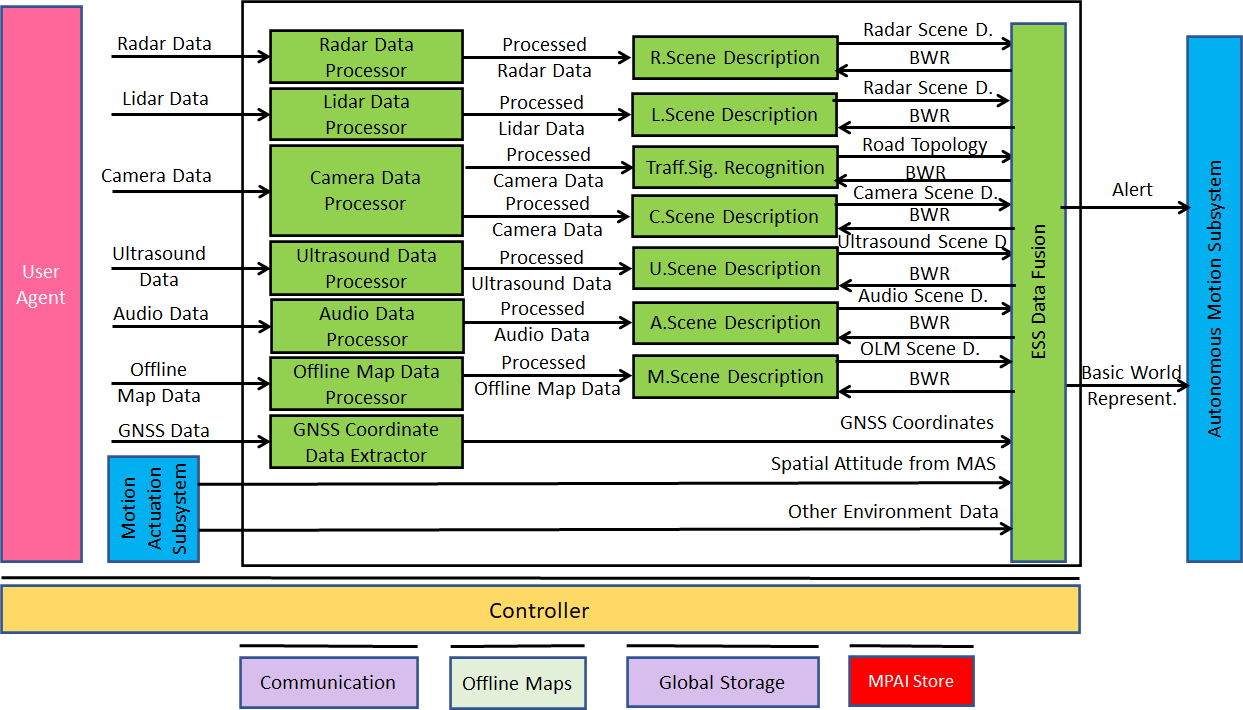 User
Agent
Radar Data
Radar Data
Processor
Processed
Radar Data
R.Scene Description
Radar Scene D.
BWR
Lidar Data
Lidar Data
Processor
Processed
Lidar Data
L.Scene Description
Radar Scene D.
BWR
Camera Data
Camera Data
Processor
Processed
Camera Data
Traff.Sig. Recognition
Road Topology
BWR
Processed
Camera Data
C.Scene Description
Camera Scene D.
BWR
Ultrasound
Data
Ultrasound Data
Processor
Processed
Ultrasound Data
U.Scene Description
Ultrasound Scene D
BWR
Audio Data
Audio Data
Processor
Processed
Audio Data
A.Scene Description
Audio Scene D.
BWR
Offline
Map Data
Offline Map Data
Processor
Processed
Offline Map Data
M.Scene Description
OLM Scene D.
BWR
GNSS Data
GNSS Coordinate
Data Extractor
GNSS Coordinates
Motion
Actuation
Subsystem
Spatial Attitude from MAS
Other Environment Data
ESS Data Fusion
Alert
Basic World
Represent.
Autonomous Motion Subsystem
Controller
Communication
Offline Maps
Global Storage
MPAI Store